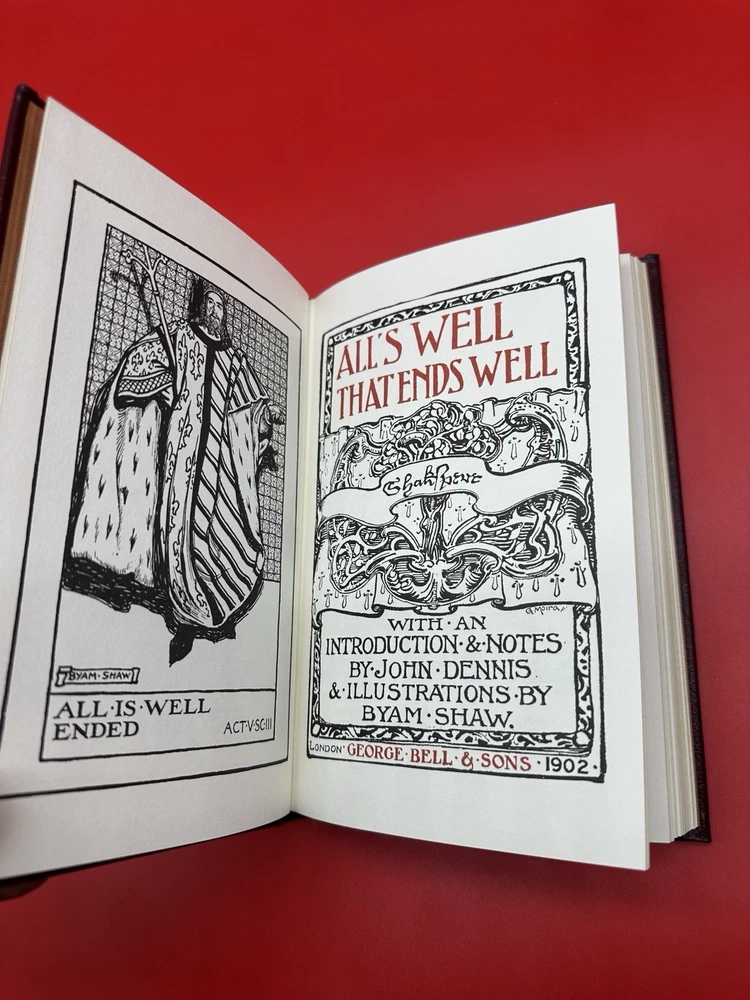 BYAM·SHAW
ALL·IS·WELL
ENDED
ACT·V·SC·III
ALL'S WELL
THAT ENDS WELL
Shakspere
G Moira
WITH·AN
INTRODUCTION·&·NOTES
BY·JOHN·DENNIS
&·ILLUSTRATIONS·BY
BYAM·SHAW.
LONDON· GEORGE·BELL·&·SONS·1902·